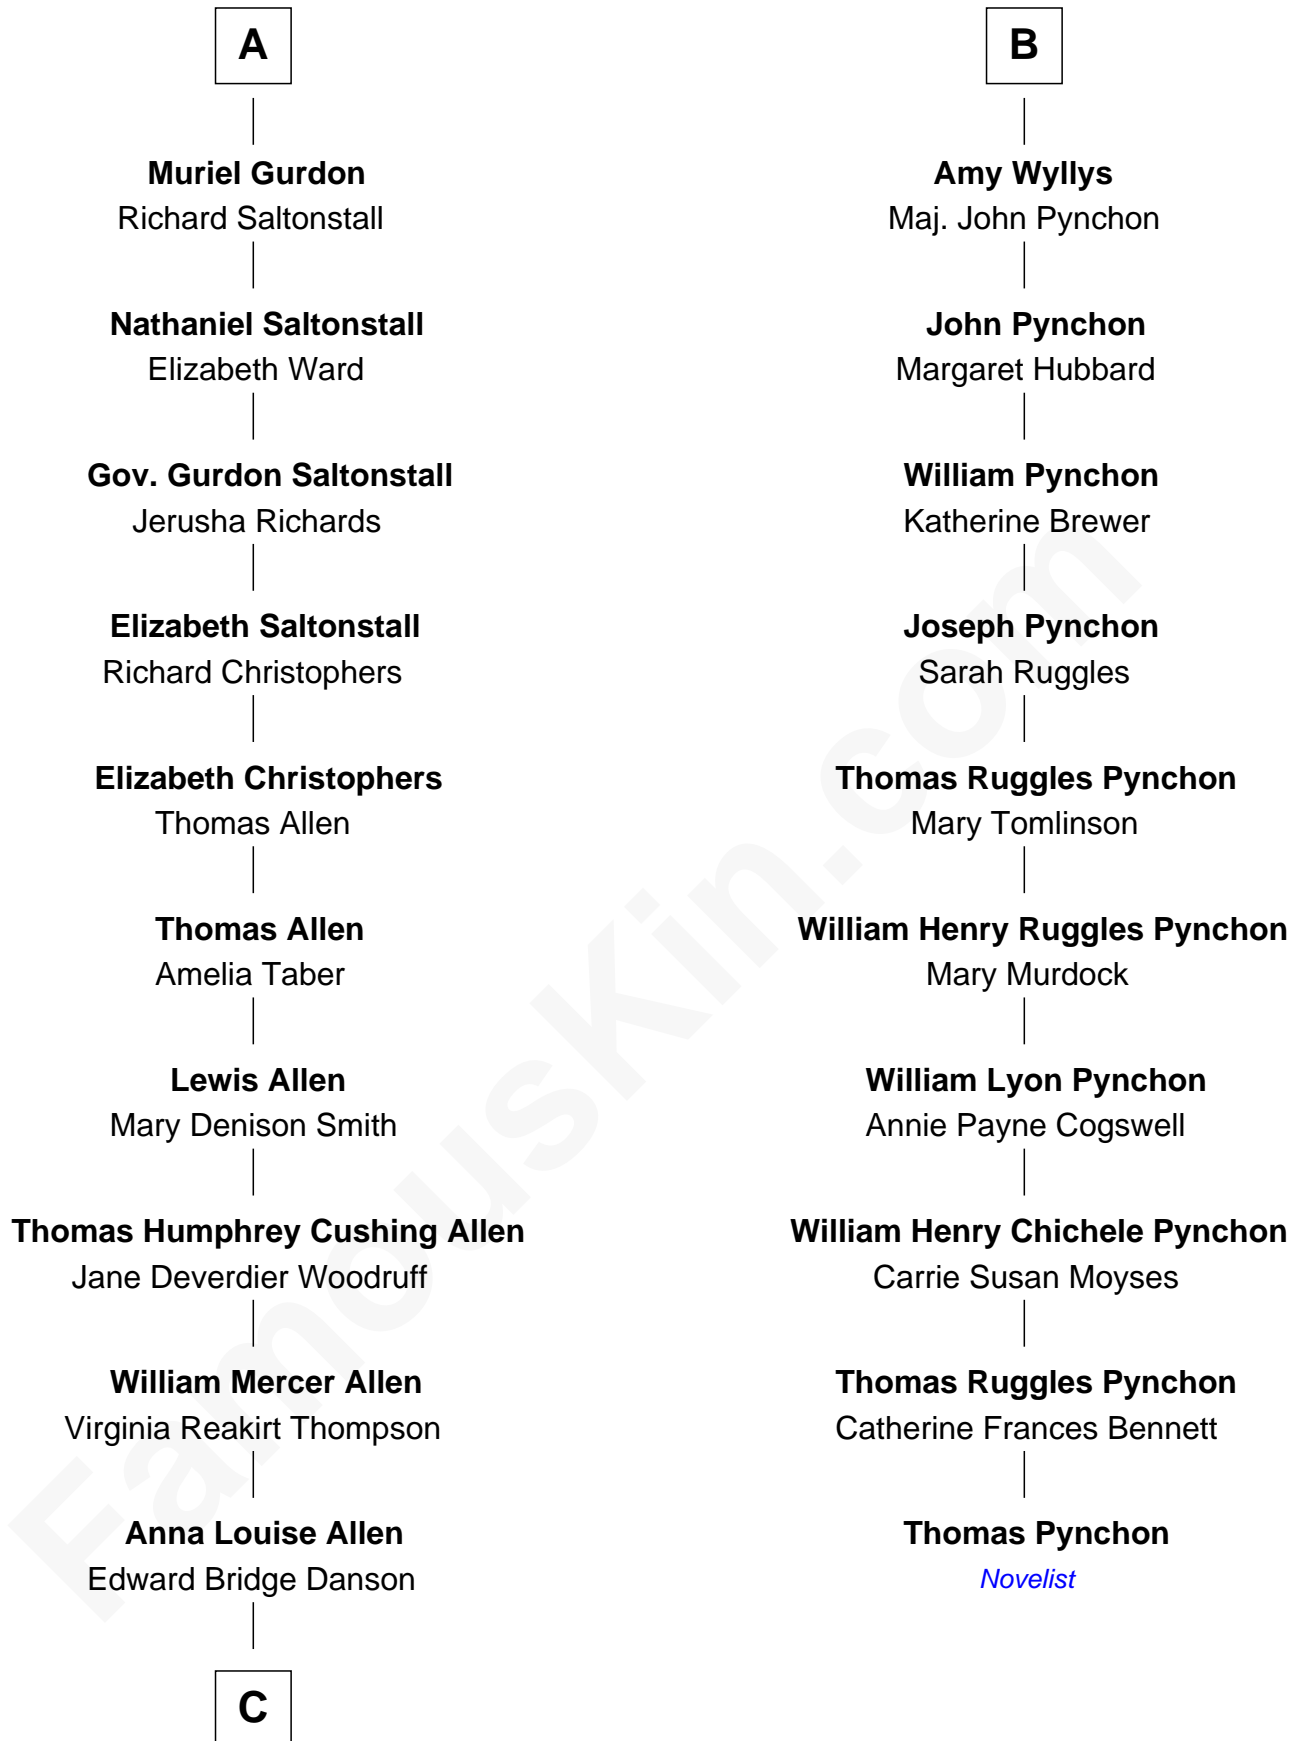 A
Muriel Gurdon
Richard Saltonstall
Nathaniel Saltonstall
Elizabeth Ward
Gov. Gurdon Saltonstall
Jerusha Richards
Elizabeth Saltonstall
Richard Christophers
Elizabeth Christophers
Thomas Allen
Thomas Allen
Amelia Taber
Lewis Allen
Mary Denison Smith
Thomas Humphrey Cushing Allen
Jane Deverdier Woodruff
William Mercer Allen
Virginia Reakirt Thompson
Anna Louise Allen
Edward Bridge Danson
C
B
Amy Wyllys
Maj. John Pynchon
John Pynchon
Margaret Hubbard
William Pynchon
Katherine Brewer
Joseph Pynchon
Sarah Ruggles
Thomas Ruggles Pynchon
Mary Tomlinson
William Henry Ruggles Pynchon
Mary Murdock
William Lyon Pynchon
Annie Payne Cogswell
William Henry Chichele Pynchon
Carrie Susan Moyses
Thomas Ruggles Pynchon
Catherine Frances Bennett
Thomas Pynchon
Novelist
FamousKin.com